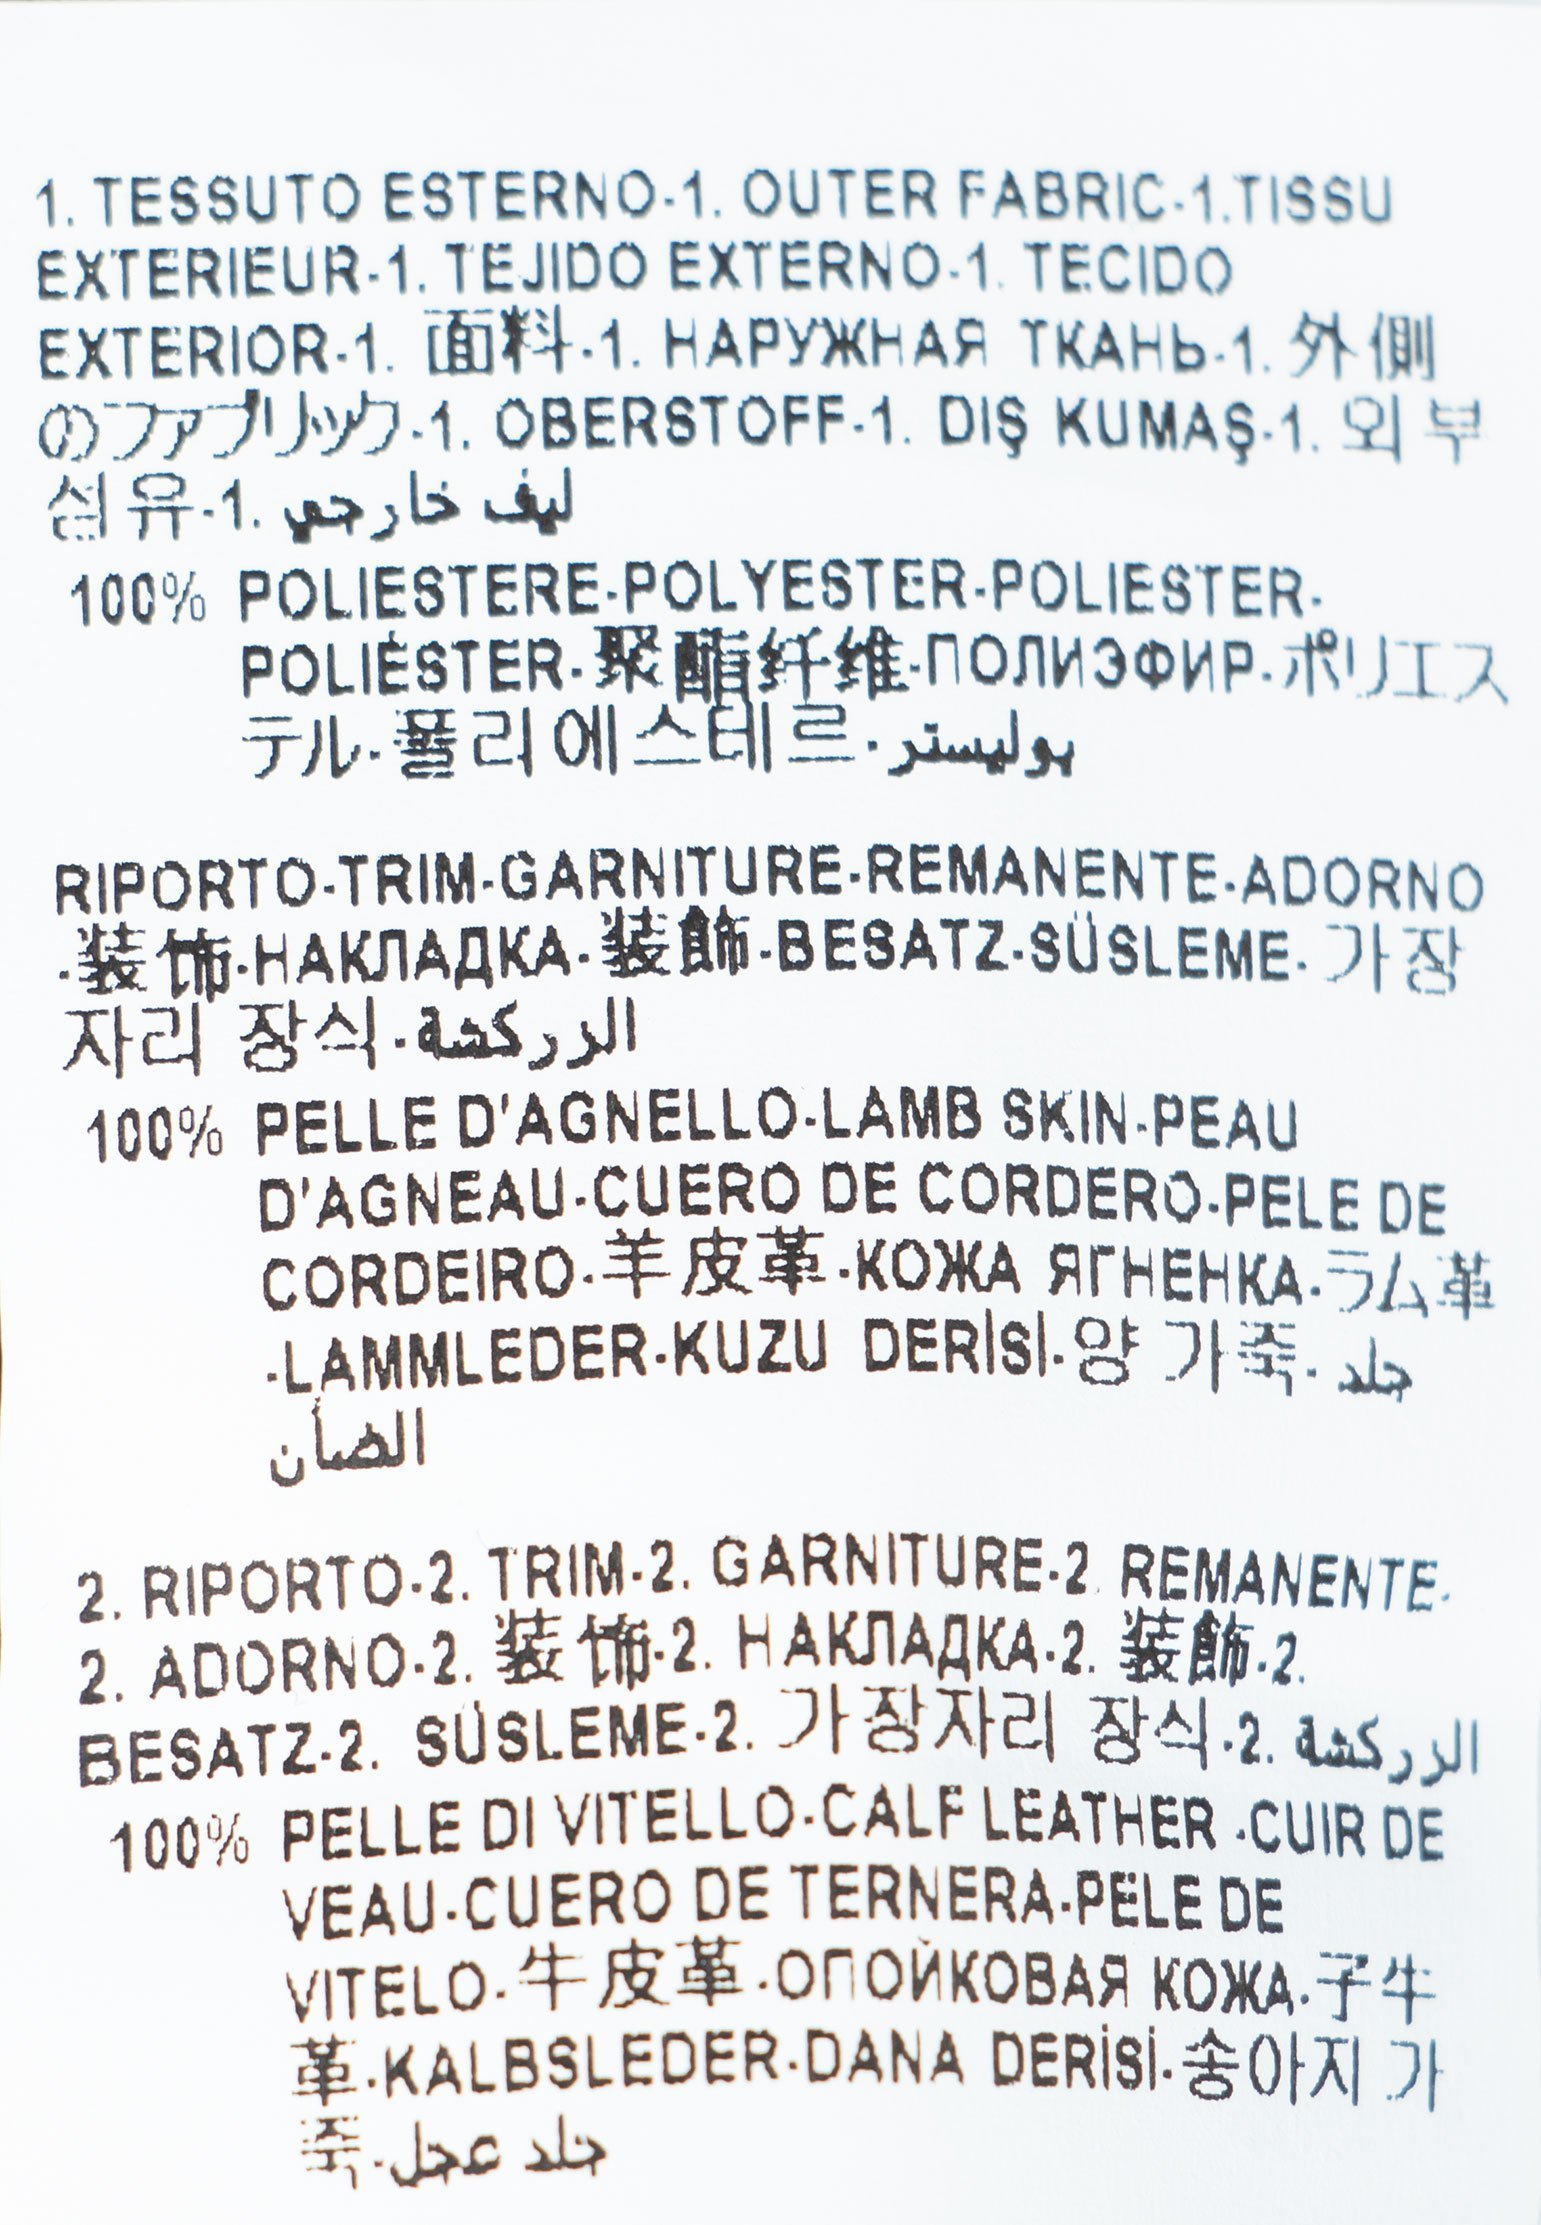 1. TESSUTO ESTERNO-1. OUTER FABRIC-1.TISSU
EXTERIEUR-1. TEJIDO EXTERNO-1. TECIDO
EXTERIOR-1. 面料-1. НАРУЖНАЯ ТКАНЬ-1. 外側
のファブリック-1. OBERSTOFF-1. DIŞ KUMAŞ-1. 외부
섬유-1. ليف خارجي
100% POLIESTERE-POLYESTER-POLIESTER-
POLIÉSTER-聚酯纤维-ПОЛИЭФИР-ポリエス
テル-폴리에스테르-بوليستر
RIPORTO-TRIM-GARNITURE-REMANENTE-ADORNO
-装饰-НАКЛАДКА-装飾-BESATZ-SÜSLEME-가장
자리 장식-الزركشة
100% PELLE D'AGNELLO-LAMB SKIN-PEAU
D'AGNEAU-CUERO DE CORDERO-PELE DE
CORDEIRO-羊皮革-КОЖА ЯГНЕНКА-ラム革
-LAMMLEDER-KUZU DERİSİ-양 가죽-جلد
الضأن
2. RIPORTO-2. TRIM-2. GARNITURE-2. REMANENTE-
2. ADORNO-2. 装饰-2. НАКЛАДКА-2. 装飾-2.
BESATZ-2. SÜSLEME-2. 가장자리 장식-2. الزركشة
100% PELLE DI VITELLO-CALF LEATHER -CUIR DE
VEAU-CUERO DE TERNERA-PELE DE
VITELO-牛皮革-ОПОЙКОВАЯ КОЖА-子牛
革-KALBSLEDER-DANA DERİSİ-송아지 가
죽-جلد عجل